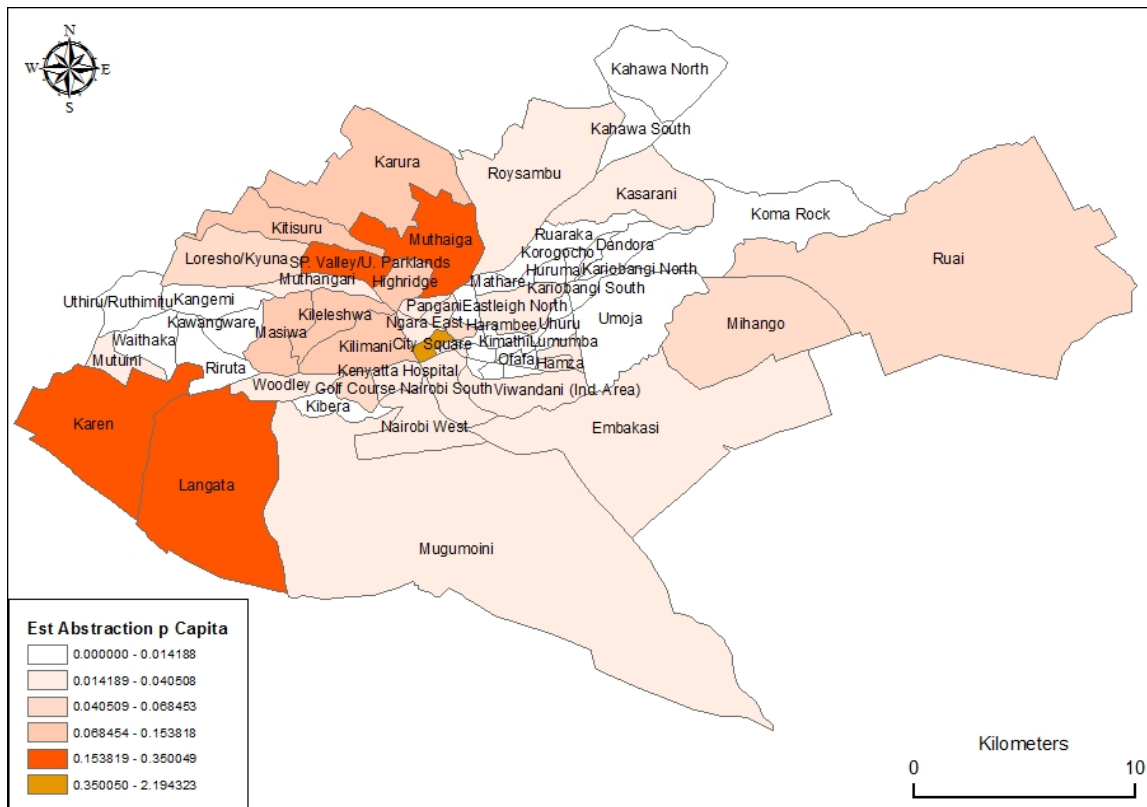 N
W E
S
Kahawa North
Kahawa South
Karura
Roysambu
Kasarani
Koma Rock
Kitisuru
Muthaiga
Ruaraka
Dandora
Korogocho
Loresho/Kyuna
SP. Valley/U. Parklands
Huruma
Kariobangi North
Ruai
Muthangari
Highridge
Mathare
Kariobangi South
Uthiru/Ruthimitu
Kangemi
Pangani
Eastleigh North
Kileleshwa
Kawangware
Ngara East
Harambee
Uhuru
Umoja
Mihango
Waithaka
Masiwa
Kilimani
City Square
Kimathi
Lumumba
Mutuini
Riruta
Kenyatta Hospital
Ofafa
Hamza
Woodley
Golf Course
Nairobi South
Viwandani (Ind. Area)
Kibera
Karen
Nairobi West
Embakasi
Langata
Mugumoini
Est Abstraction p Capita
0.000000 - 0.014188
0.014189 - 0.040508
0.040509 - 0.068453
0.068454 - 0.153818
0.153819 - 0.350049
0.350050 - 2.194323
Kilometers
0 10